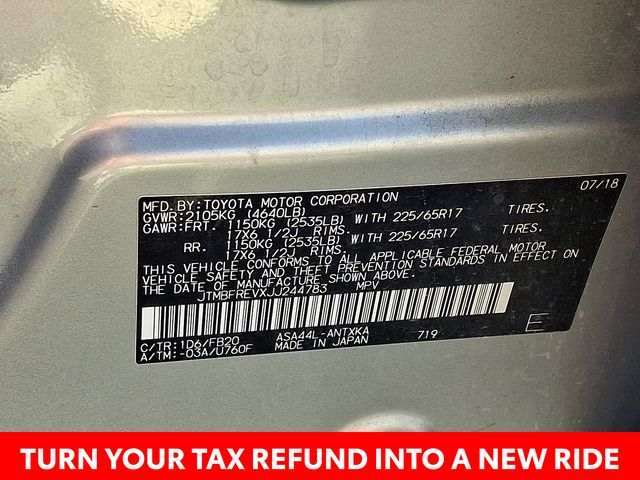 MFD.BY:TOYOTA MOTOR CORPORATION 07/18
GVWR:2105KG (4640LB)
GAWR:FRT. 1150KG (2535LB) WITH 225/65R17 TIRES.
17X6 1/2J RIMS.
RR. 1150KG (2535LB) WITH 225/65R17 TIRES.
17X6 1/2J RIMS.
THIS VEHICLE CONFORMS TO ALL APPLICABLE FEDERAL MOTOR
VEHICLE SAFETY AND THEFT PREVENTION STANDARDS IN EFFECT ON
THE DATE OF MANUFACTURE SHOWN ABOVE.
JTMBFREVXJJ244783 MPV
C/TR:1D6/FB20 ASA44L-ANTXKA 719 E
A/TM:-03A/U760F MADE IN JAPAN
TURN YOUR TAX REFUND INTO A NEW RIDE